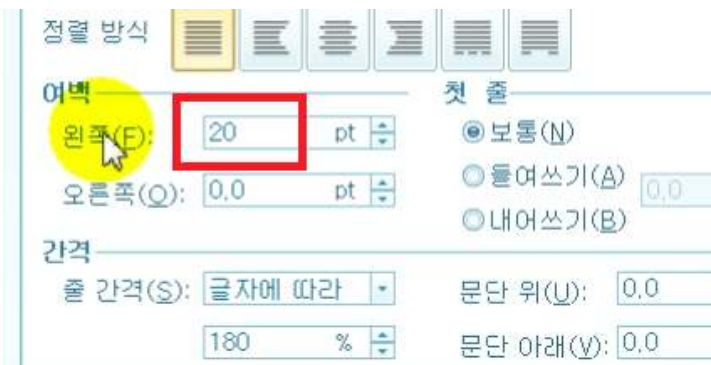 정렬 방식
여백
왼쪽(F): 20 pt
오른쪽(O): 0.0 pt
첫 줄
보통(N)
들여쓰기(A) 0.0
내어쓰기(B)
간격
줄 간격(S): 글자에 따라
180 %
문단 위(U): 0.0
문단 아래(V): 0.0